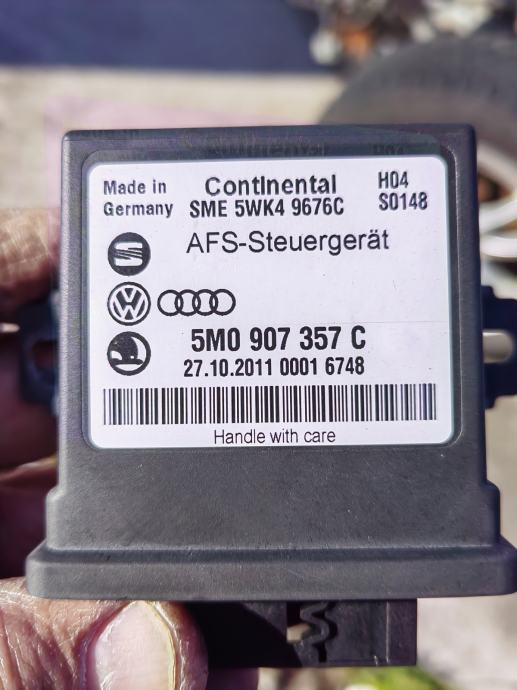 Made in Continental H04
Germany SME 5WK4 9676C S0148
AFS-Steuergerät
5M0 907 357 C
27.10.2011 0001 6748
Handle with care